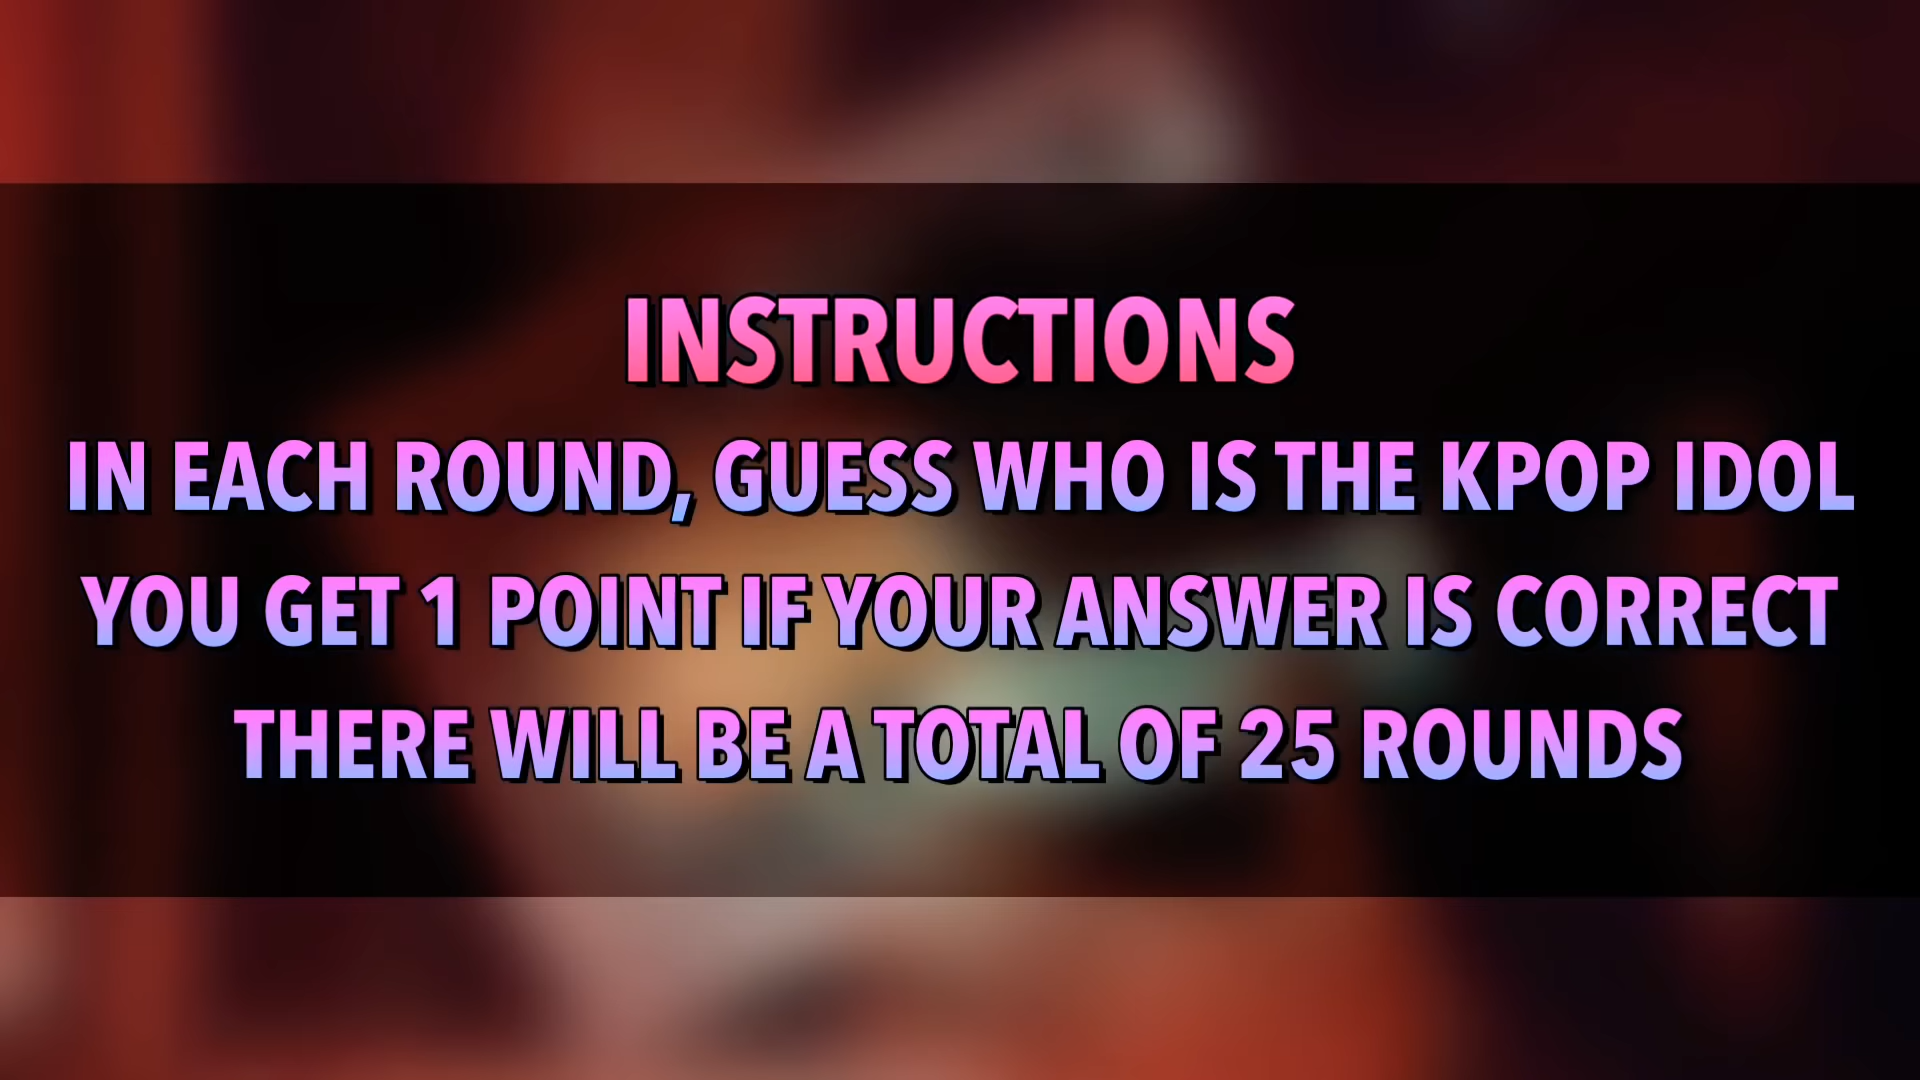 INSTRUCTIONS
IN EACH ROUND, GUESS WHO IS THE KPOP IDOL
YOU GET 1 POINT IF YOUR ANSWER IS CORRECT
THERE WILL BE A TOTAL OF 25 ROUNDS